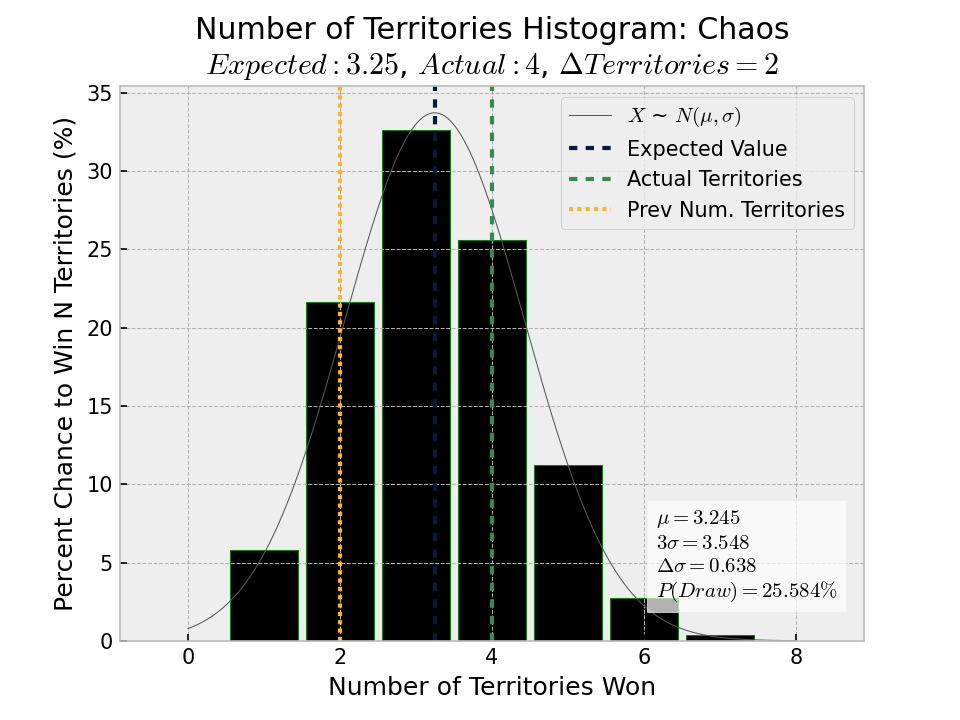 Number of Territories Histogram: Chaos
Expected : 3.25, Actual : 4, ΔTerritories = 2
Percent Chance to Win N Territories (%)
35
30
25
20
15
10
5
0
X ~ N(μ, σ)
Expected Value
Actual Territories
Prev Num. Territories
μ = 3.245
3σ = 3.548
Δσ = 0.638
P(Draw) = 25.584%
0 2 4 6 8
Number of Territories Won